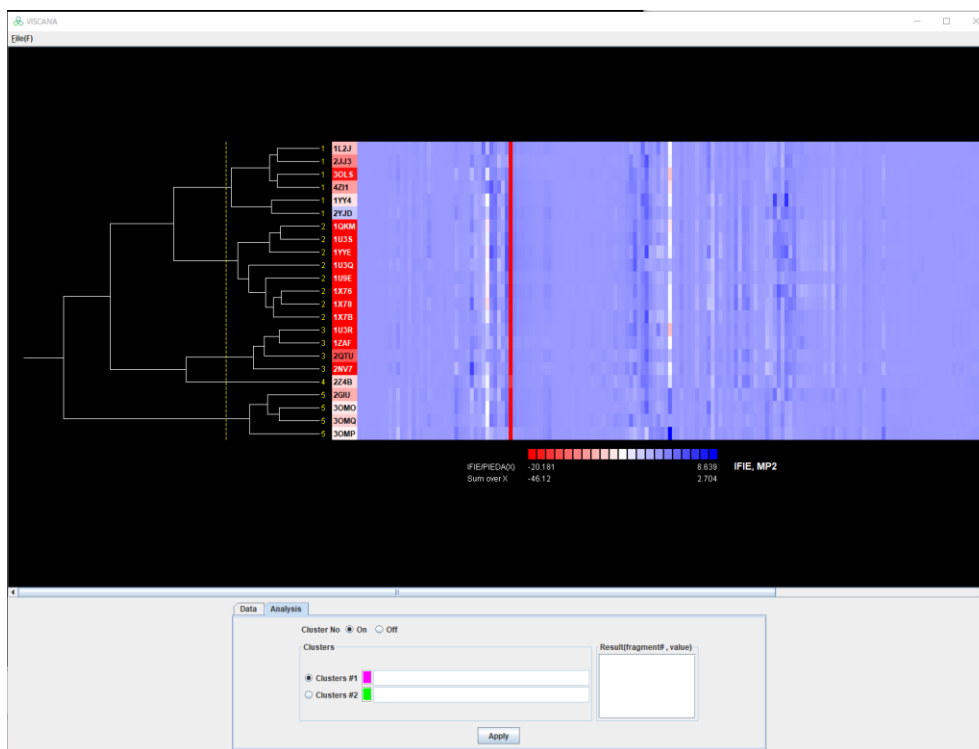 VISCANA
File(F)
1 1L2J
1 2JJ3
1 3OLS
1 4ZI1
1 1YY4
1 2YJD
2 1QKM
2 1U3S
2 1YYE
2 1U3Q
2 1U9E
2 1X76
2 1X78
2 1X7B
3 1U3R
3 1ZAF
3 2QTU
3 2NV7
4 2Z4B
5 2GIU
5 3OMO
5 3OMQ
5 3OMP
IFIE/PIEDA(X) -20.181 8.639 IFIE, MP2
Sum over X -46.12 2.704
Data Analysis
Cluster No On Off
Clusters Result(fragment# , value)
Clusters #1
Clusters #2
Apply